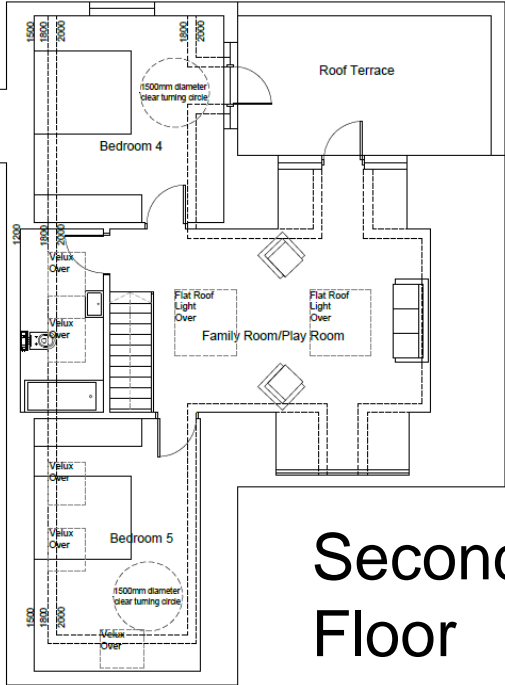 1500
1800
2000
1800
2000
1500mm diameter
clear turning circle
Roof Terrace
Bedroom 4
1200
1800
2000
Velux
Over
Velux
Over
Flat Roof
Light
Over
Flat Roof
Light
Over
Family Room/Play Room
Velux
Over
Velux
Over
Bedroom 5
1500mm diameter
clear turning circle
1500
1800
2000
Velux
Over
Second
Floor